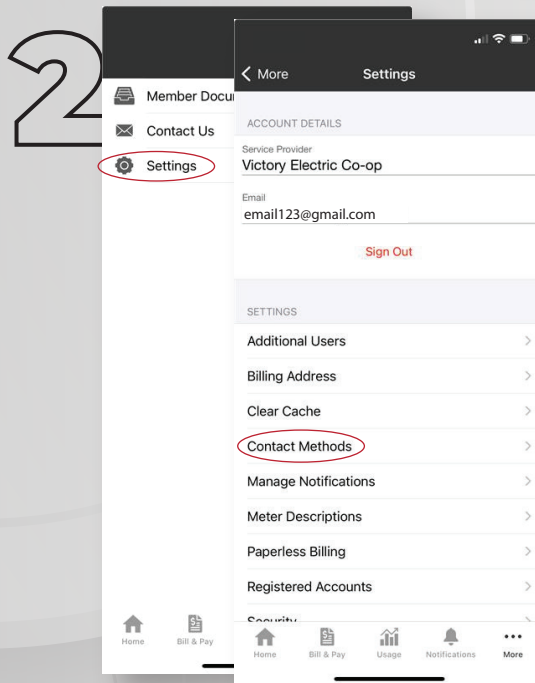 2
Member Docu
Contact Us
Settings
Home
Bill & Pay
More
Settings
ACCOUNT DETAILS
Service Provider
Victory Electric Co-op
Email
email123@gmail.com
Sign Out
SETTINGS
Additional Users
Billing Address
Clear Cache
Contact Methods
Manage Notifications
Meter Descriptions
Paperless Billing
Registered Accounts
Security
Home
Bill & Pay
Usage
Notifications
More